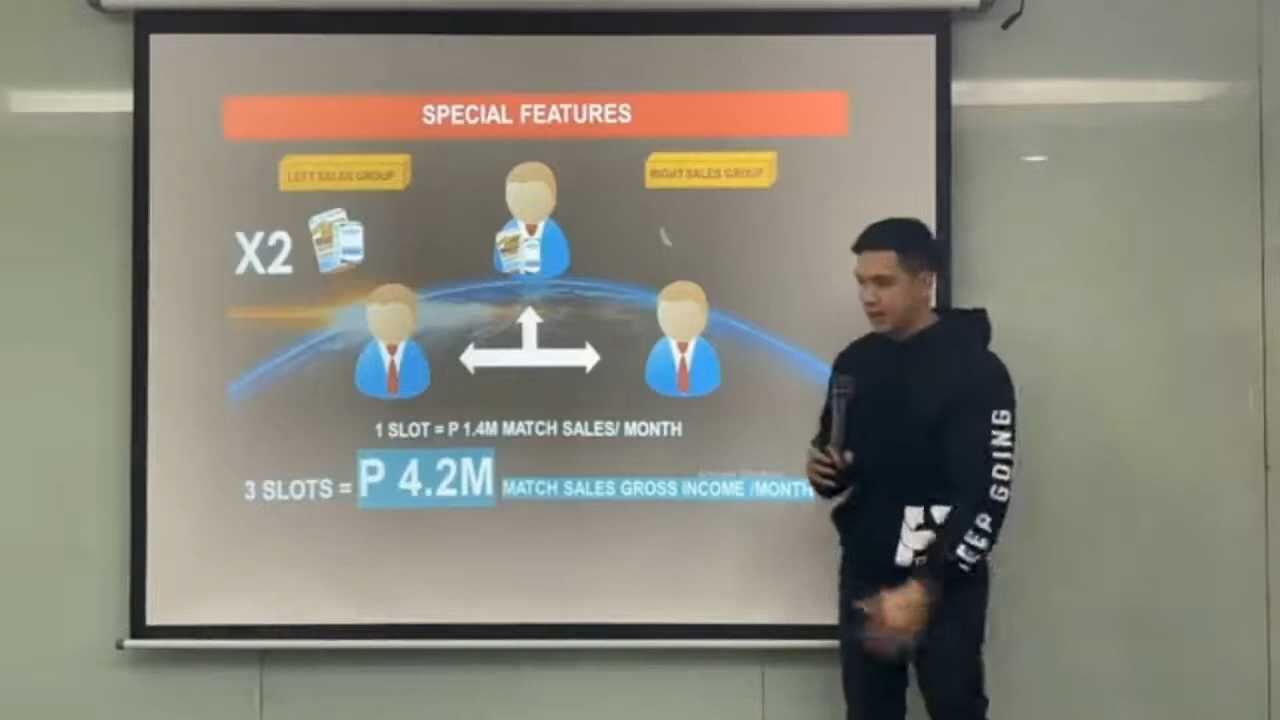 SPECIAL FEATURES
LEFT SALES GROUP
RIGHT SALES GROUP
X2
1 SLOT = P 1.4M MATCH SALES/ MONTH
3 SLOTS = P 4.2M MATCH SALES GROSS INCOME /MONTH
EEP GOING